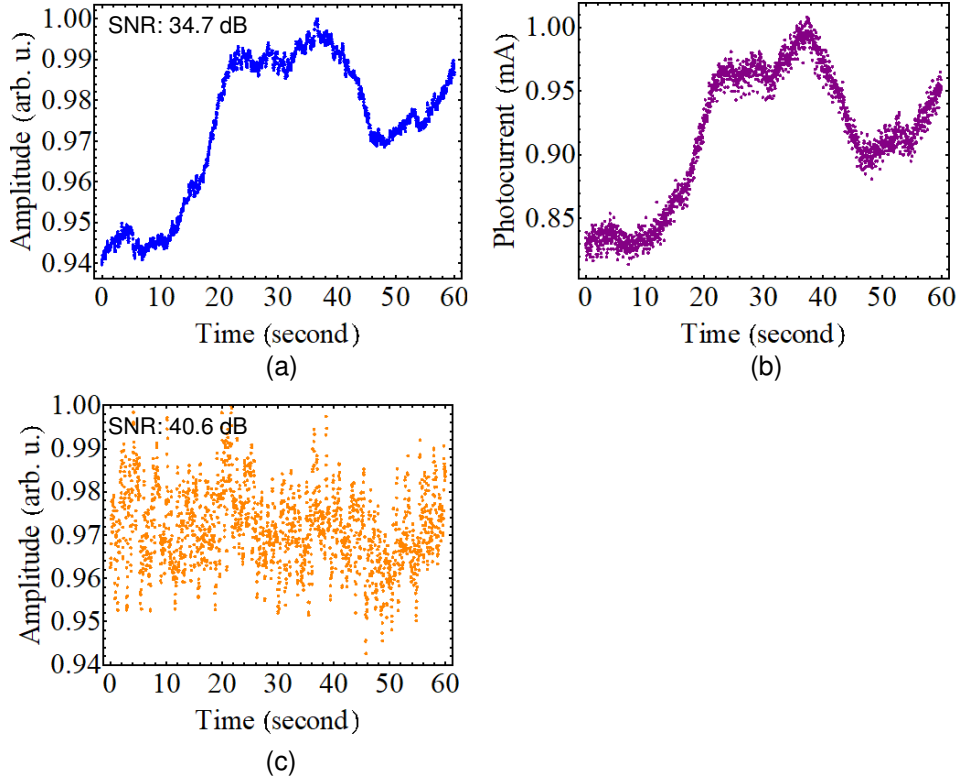 SNR: 34.7 dB
1.00
0.99
0.98
0.97
0.96
0.95
0.94
Amplitude (arb. u.)
0 10 20 30 40 50 60
Time (second)
(a)
1.00
0.95
0.90
0.85
Photocurrent (mA)
0 10 20 30 40 50 60
Time (second)
(b)
SNR: 40.6 dB
1.00
0.99
0.98
0.97
0.96
0.95
0.94
Amplitude (arb. u.)
0 10 20 30 40 50 60
Time (second)
(c)